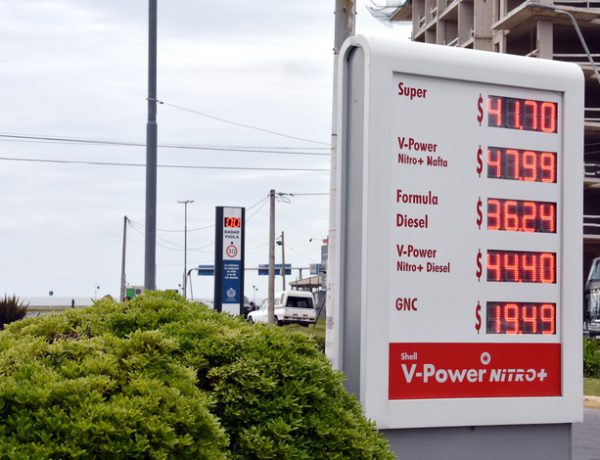 Super $ 41.70
V-Power
Nitro+ Nafta $ 47.99
Formula
Diesel $ 36.24
V-Power
Nitro+ Diesel $ 44.40
GNC $ 19.49
Shell
V-Power NiTRO+
RADAR
VIGILA